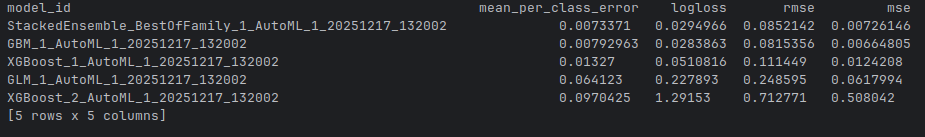 model_id mean_per_class_error logloss rmse mse
StackedEnsemble_BestOfFamily_1_AutoML_1_20251217_132002 0.0073371 0.0294966 0.0852142 0.00726146
GBM_1_AutoML_1_20251217_132002 0.00792963 0.0283863 0.0815356 0.00664805
XGBoost_1_AutoML_1_20251217_132002 0.01327 0.0510816 0.111449 0.0124208
GLM_1_AutoML_1_20251217_132002 0.064123 0.227893 0.248595 0.0617994
XGBoost_2_AutoML_1_20251217_132002 0.0970425 1.29153 0.712771 0.508042
[5 rows x 5 columns]